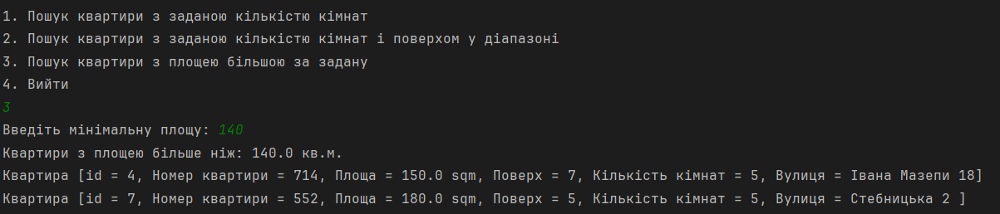 1. Пошук квартири з заданою кількістю кімнат
2. Пошук квартири з заданою кількістю кімнат і поверхом у діапазоні
3. Пошук квартири з площею більшою за задану
4. Вийти
3
Введіть мінімальну площу: 140
Квартири з площею більше ніж: 140.0 кв.м.
Квартира [id = 4, Номер квартири = 714, Площа = 150.0 sqm, Поверх = 7, Кількість кімнат = 5, Вулиця = Івана Мазепи 18]
Квартира [id = 7, Номер квартири = 552, Площа = 180.0 sqm, Поверх = 5, Кількість кімнат = 5, Вулиця = Стебницька 2 ]